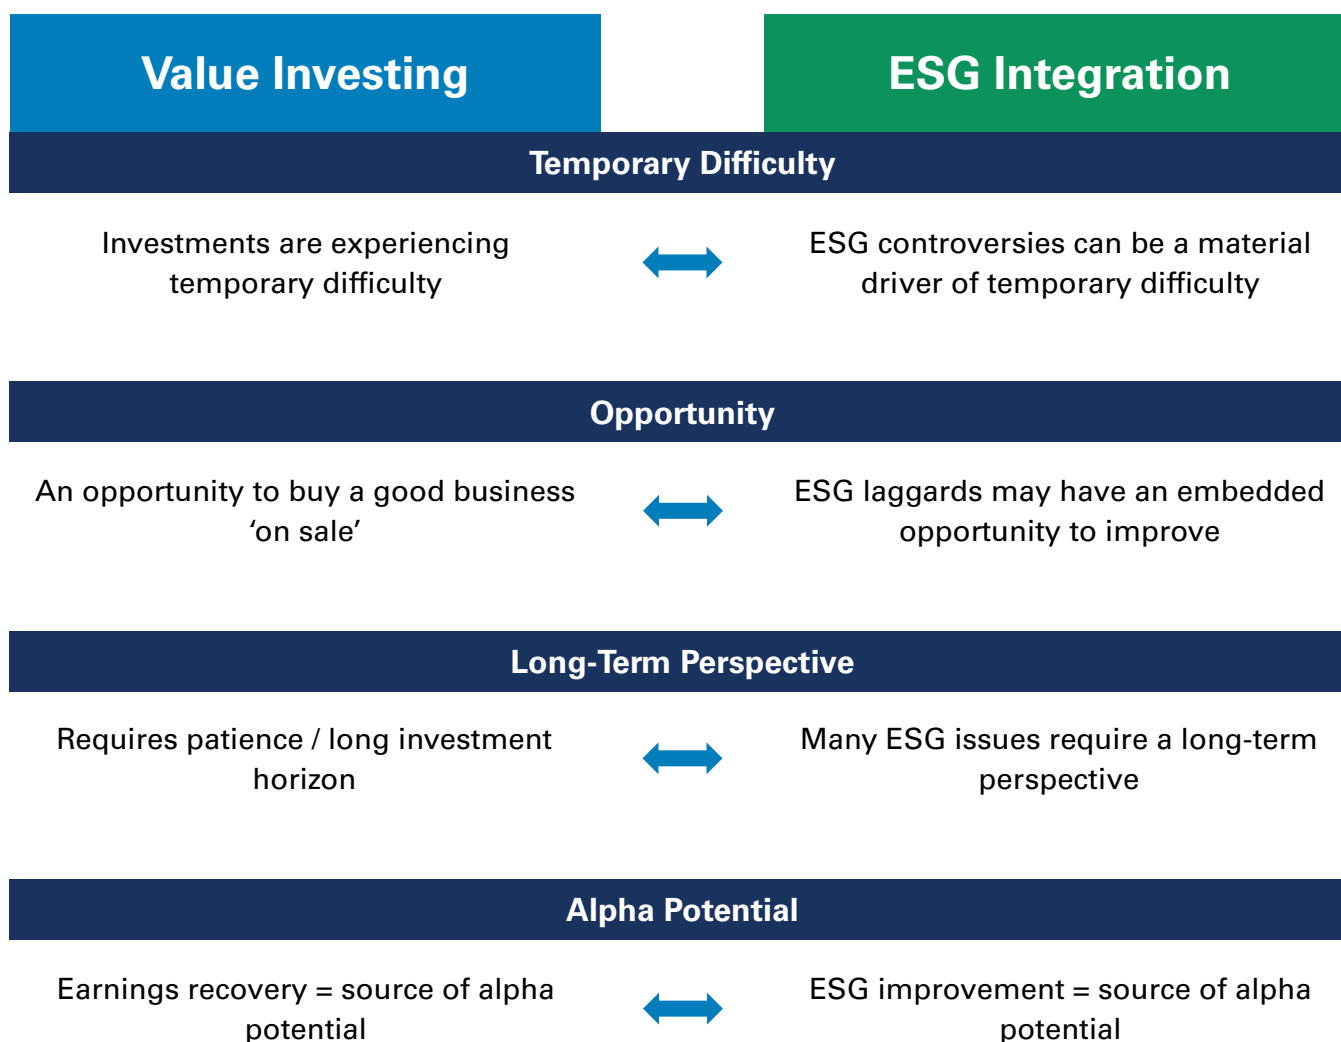 Value Investing
ESG Integration
Temporary Difficulty
Investments are experiencing
temporary difficulty
ESG controversies can be a material
driver of temporary difficulty
Opportunity
An opportunity to buy a good business
‘on sale’
ESG laggards may have an embedded
opportunity to improve
Long-Term Perspective
Requires patience / long investment
horizon
Many ESG issues require a long-term
perspective
Alpha Potential
Earnings recovery = source of alpha
potential
ESG improvement = source of alpha
potential